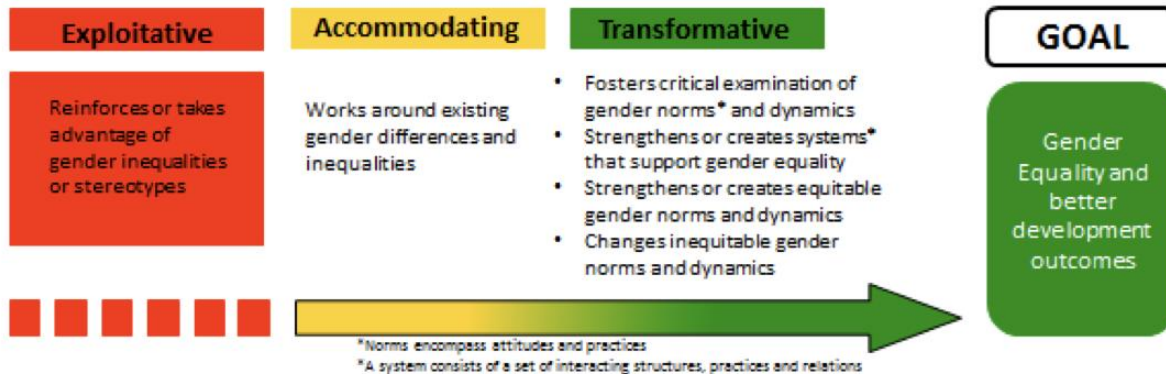 Exploitative
Reinforces or takes
advantage of
gender inequalities
or stereotypes
Accommodating
Works around existing
gender differences and
inequalities
Transformative
• Fosters critical examination of
gender norms* and dynamics
• Strengthens or creates systems*
that support gender equality
• Strengthens or creates equitable
gender norms and dynamics
• Changes inequitable gender
norms and dynamics
GOAL
Gender
Equality and
better
development
outcomes
*Norms encompass attitudes and practices
*A system consists of a set of interacting structures, practices and relations